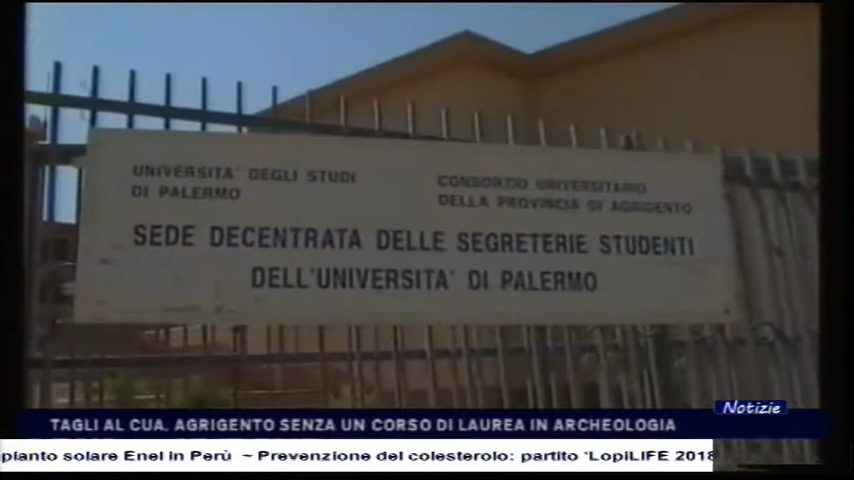 UNIVERSITA' DEGLI STUDI
DI PALERMO
CONSORZIO UNIVERSITARIO
DELLA PROVINCIA DI AGRIGENTO
SEDE DECENTRATA DELLE SEGRETERIE STUDENTI
DELL'UNIVERSITA' DI PALERMO
Notizie
TAGLI AL CUA. AGRIGENTO SENZA UN CORSO DI LAUREA IN ARCHEOLOGIA
pianto solare Enel in Perù ~ Prevenzione del colesterolo: partito 'LopiLIFE 2018